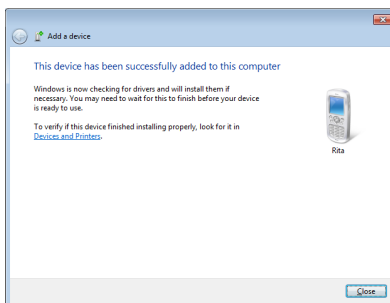 Add a device
This device has been successfully added to this computer
Windows is now checking for drivers and will install them if
necessary. You may need to wait for this to finish before your device
is ready to use.
To verify if this device finished installing properly, look for it in
Devices and Printers.
Rita
Close